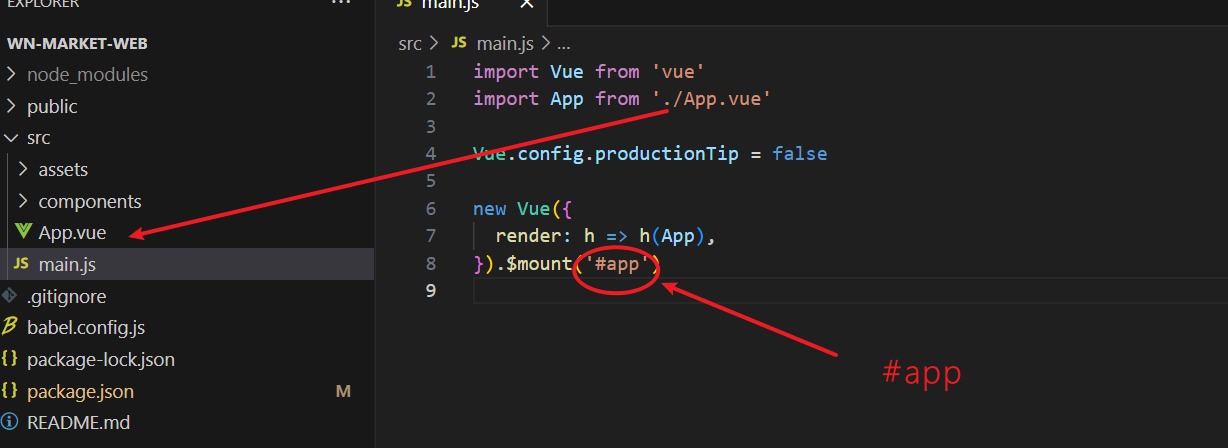 EXPLORER
...
JS main.js ×
WN-MARKET-WEB
node_modules
public
src
assets
components
App.vue
JS main.js
.gitignore
babel.config.js
{} package-lock.json
{} package.json M
README.md
src > JS main.js > ...
1 import Vue from 'vue'
2 import App from './App.vue'
3
4 Vue.config.productionTip = false
5
6 new Vue({
7 render: h => h(App),
8 }).$mount('#app')
9
#app